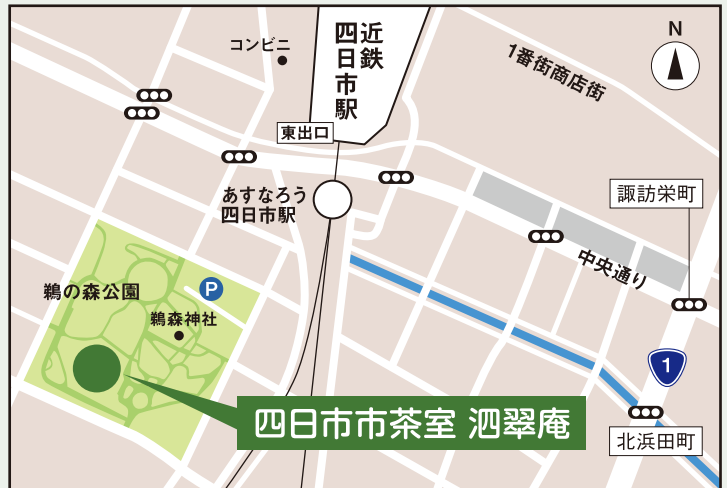 コンビニ
近鉄
四日市駅
1番街商店街
N
東出口
あすなろう
四日市駅
諏訪栄町
中央通り
鵜の森公園
P
鵜森神社
1
四日市市茶室 泗翠庵
北浜田町